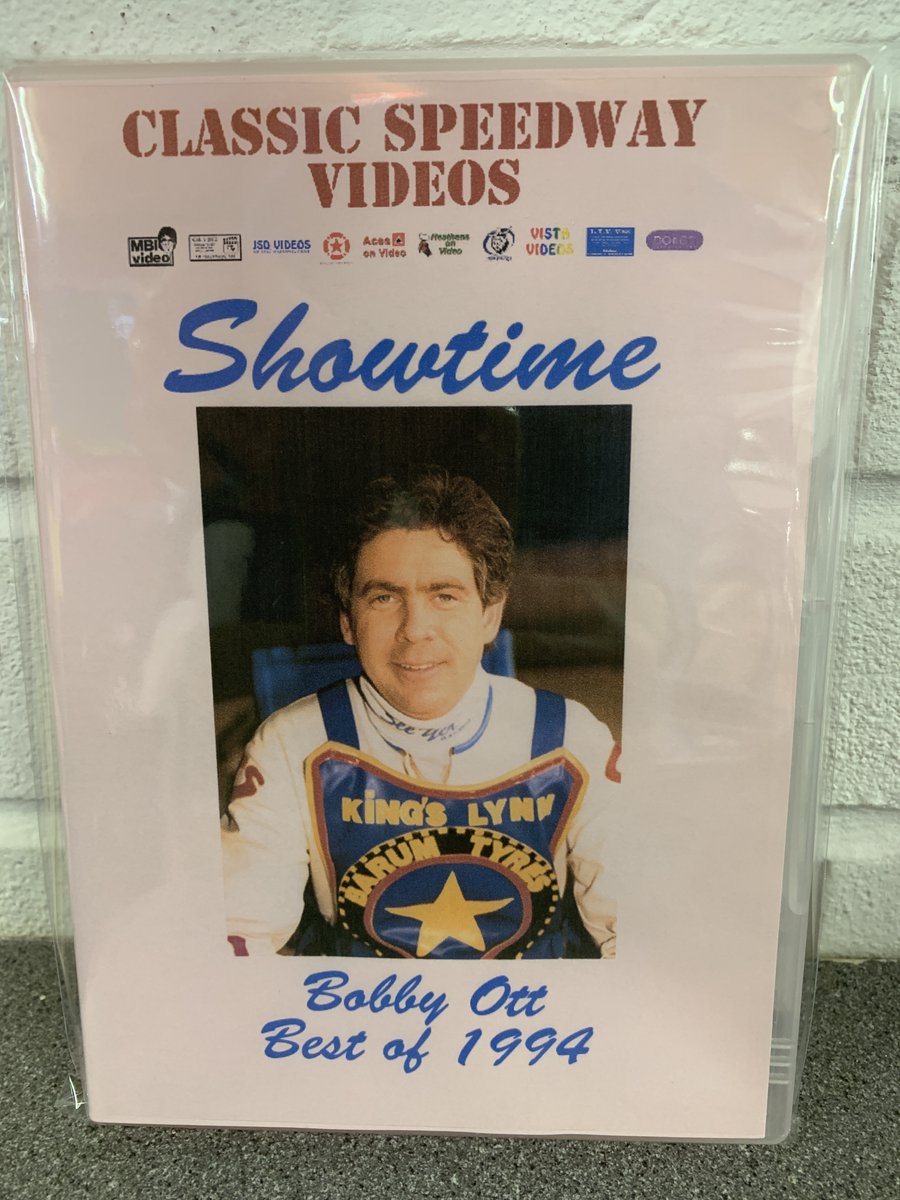 CLASSIC SPEEDWAY
VIDEOS
MBI video
JSD VIDEOS
Aces on Video
Heathens on Video
VISTA VIDEOS
Showtime
KING'S LYNN
BARUM TYRES
Bobby Ott
Best of 1994